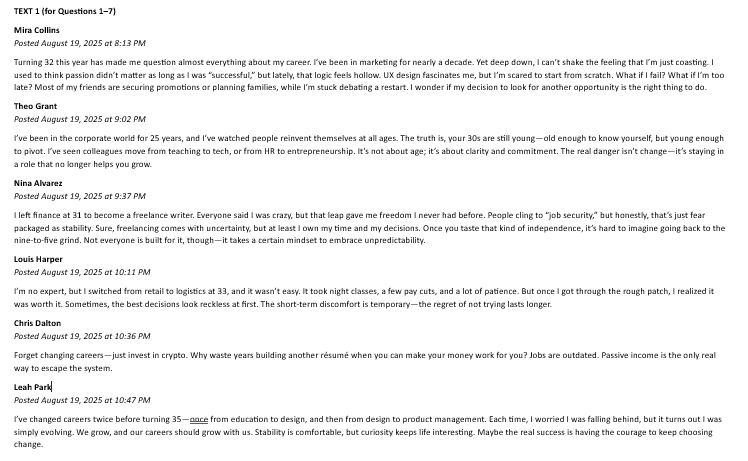 TEXT 1 (for Questions 1–7)
Mira Collins
Posted August 19, 2025 at 8:13 PM
Turning 32 this year has made me question almost everything about my career. I've been in marketing for nearly a decade. Yet deep down, I can't shake the feeling that I'm just coasting. I
used to think passion didn't matter as long as I was "successful," but lately, that logic feels hollow. UX design fascinates me, but I'm scared to start from scratch. What if I fail? What if I'm too
late? Most of my friends are securing promotions or planning families, while I'm stuck debating a restart. I wonder if my decision to look for another opportunity is the right thing to do.
Theo Grant
Posted August 19, 2025 at 9:02 PM
I've been in the corporate world for 25 years, and I've watched people reinvent themselves at all ages. The truth is, your 30s are still young—old enough to know yourself, but young enough
to pivot. I've seen colleagues move from teaching to tech, or from HR to entrepreneurship. It's not about age; it's about clarity and commitment. The real danger isn't change—it's staying in
a role that no longer helps you grow.
Nina Alvarez
Posted August 19, 2025 at 9:37 PM
I left finance at 31 to become a freelance writer. Everyone said I was crazy, but that leap gave me freedom I never had before. People cling to "job security," but honestly, that's just fear
packaged as stability. Sure, freelancing comes with uncertainty, but at least I own my time and my decisions. Once you taste that kind of independence, it's hard to imagine going back to the
nine-to-five grind. Not everyone is built for it, though—it takes a certain mindset to embrace unpredictability.
Louis Harper
Posted August 19, 2025 at 10:11 PM
I'm no expert, but I switched from retail to logistics at 33, and it wasn't easy. It took night classes, a few pay cuts, and a lot of patience. But once I got through the rough patch, I realized it
was worth it. Sometimes, the best decisions look reckless at first. The short-term discomfort is temporary—the regret of not trying lasts longer.
Chris Dalton
Posted August 19, 2025 at 10:36 PM
Forget changing careers—just invest in crypto. Why waste years building another résumé when you can make your money work for you? Jobs are outdated. Passive income is the only real
way to escape the system.
Leah Park
Posted August 19, 2025 at 10:47 PM
I've changed careers twice before turning 35—once from education to design, and then from design to product management. Each time, I worried I was falling behind, but it turns out I was
simply evolving. We grow, and our careers should grow with us. Stability is comfortable, but curiosity keeps life interesting. Maybe the real success is having the courage to keep choosing
change.